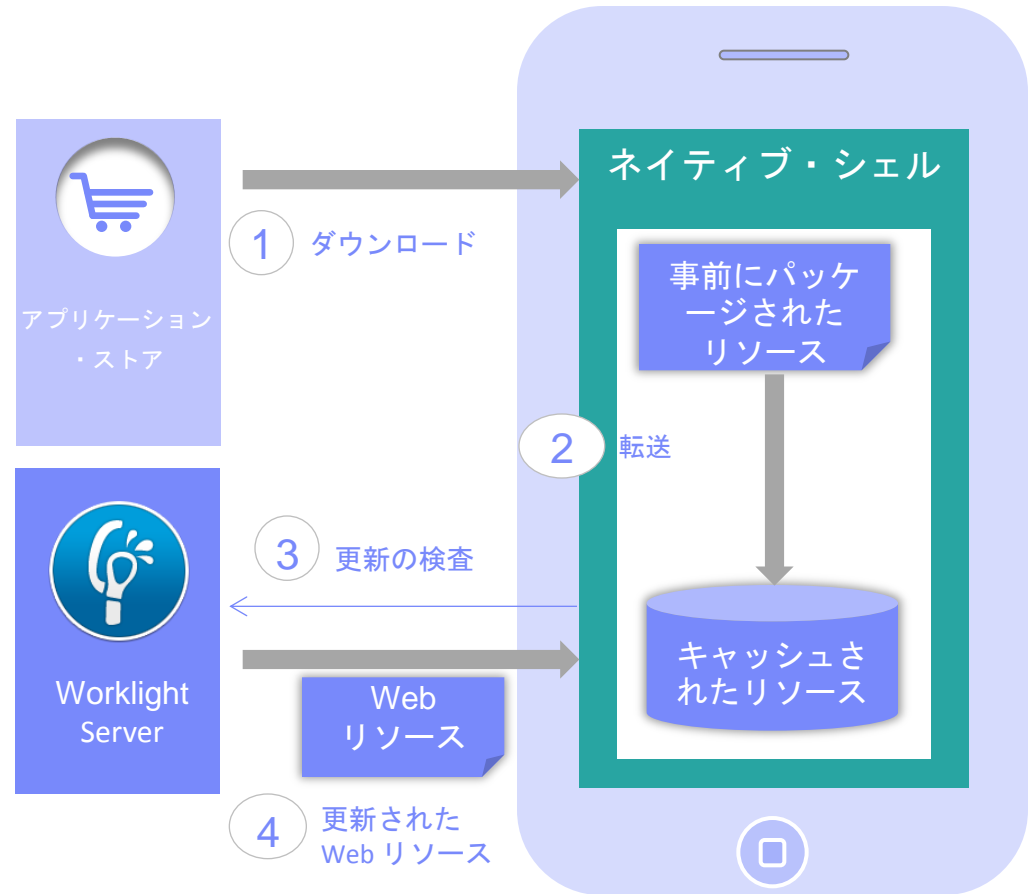 ネイティブ・シェル
アプリケーション
・ストア
1
ダウンロード
事前にパッケ
ージされた
リソース
2
転送
3
更新の検査
キャッシュさ
れたリソース
Worklight
Server
Web
リソース
4
更新された
Web リソース